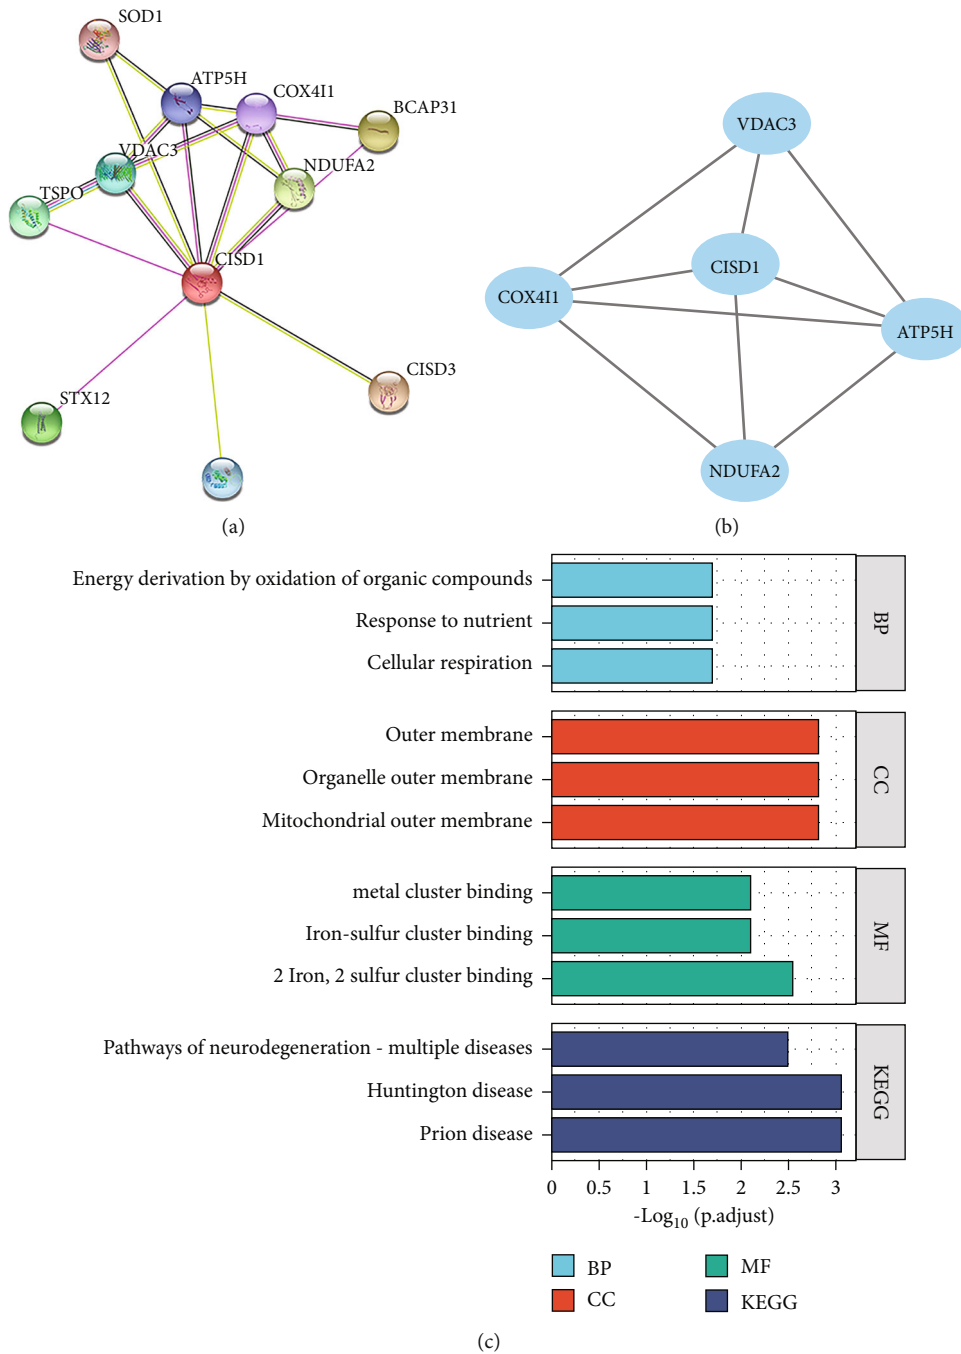 SOD1
ATP5H
COX4I1
BCAP31
VDAC3
NDUFA2
TSPO
CISD1
CISD3
STX12
(a)
VDAC3
CISD1
COX4I1
ATP5H
NDUFA2
(b)
Energy derivation by oxidation of organic compounds
Response to nutrient
Cellular respiration
BP
Outer membrane
Organelle outer membrane
Mitochondrial outer membrane
CC
metal cluster binding
Iron-sulfur cluster binding
2 Iron, 2 sulfur cluster binding
MF
Pathways of neurodegeneration - multiple diseases
Huntington disease
Prion disease
KEGG
0 0.5 1 1.5 2 2.5 3
-Log10 (p.adjust)
BP MF
CC KEGG
(c)